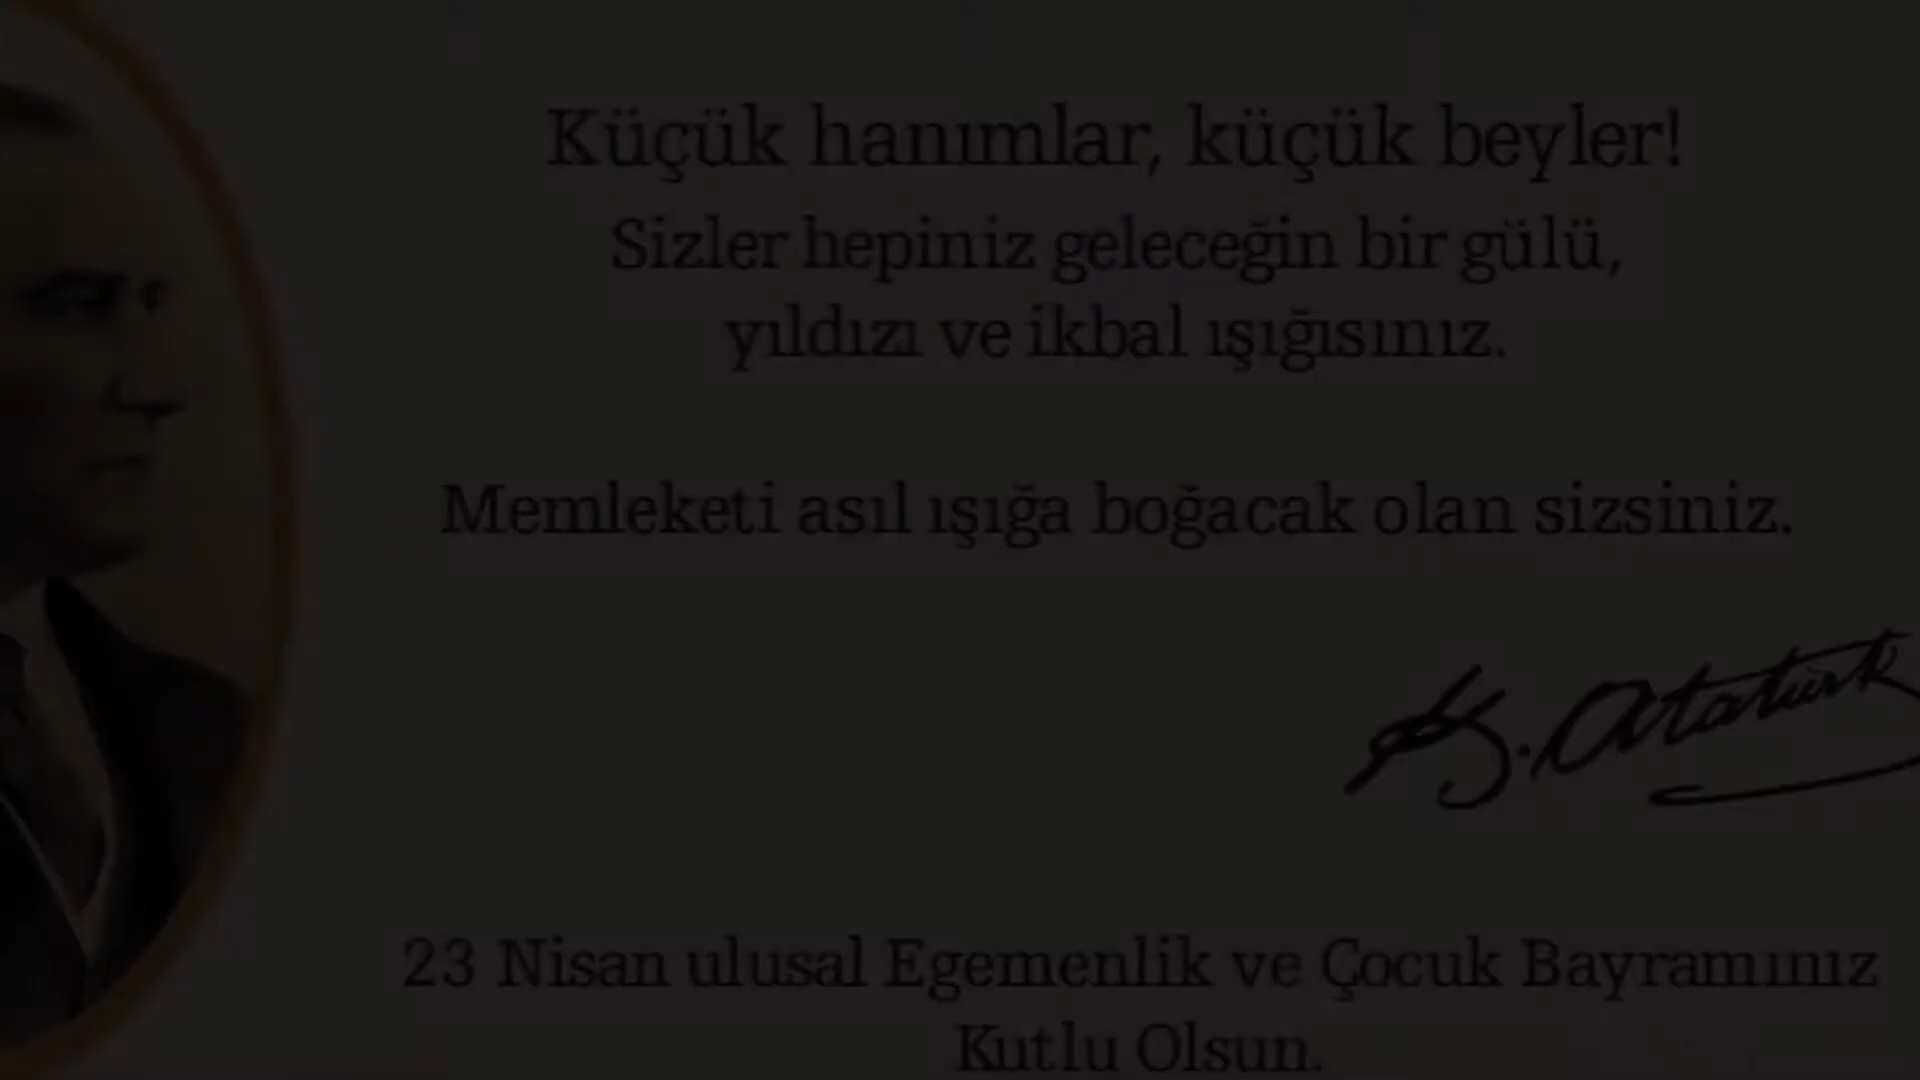 Küçük hanımlar, küçük beyler!
Sizler hepiniz geleceğin bir gülü,
yıldızı ve ikbal ışığısınız.
Memleketi asıl ışığa boğacak olan sizsiniz.
K. Atatürk
23 Nisan ulusal Egemenlik ve Çocuk Bayramınız
Kutlu Olsun.